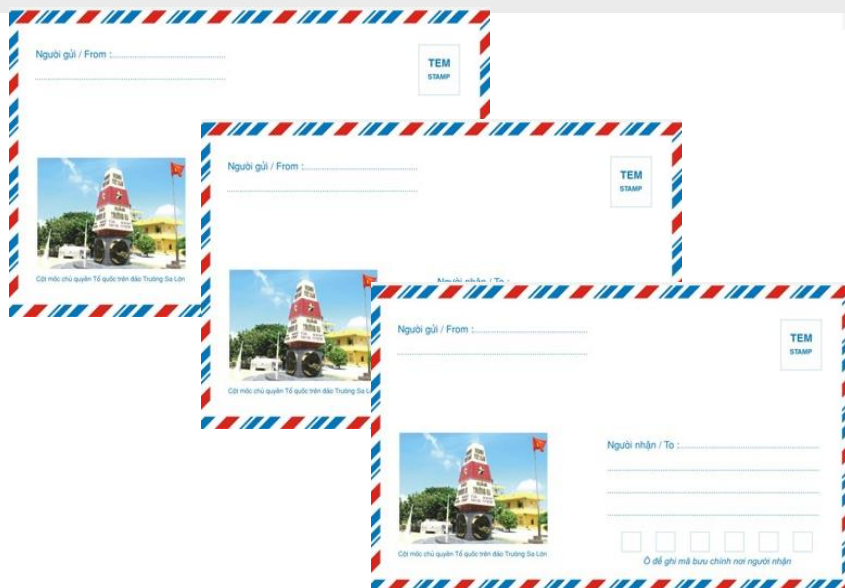 Người gửi / From :
TEM
STAMP
Cột mốc chủ quyền Tổ quốc trên đảo Trường Sa Lớn
Người gửi / From :
TEM
STAMP
Người nhận / To :
Cột mốc chủ quyền Tổ quốc trên đảo Trường Sa
Người gửi / From :
TEM
STAMP
Người nhận / To :
Cột mốc chủ quyền Tổ quốc trên đảo Trường Sa Lớn
Ô để ghi mã bưu chính nơi người nhận